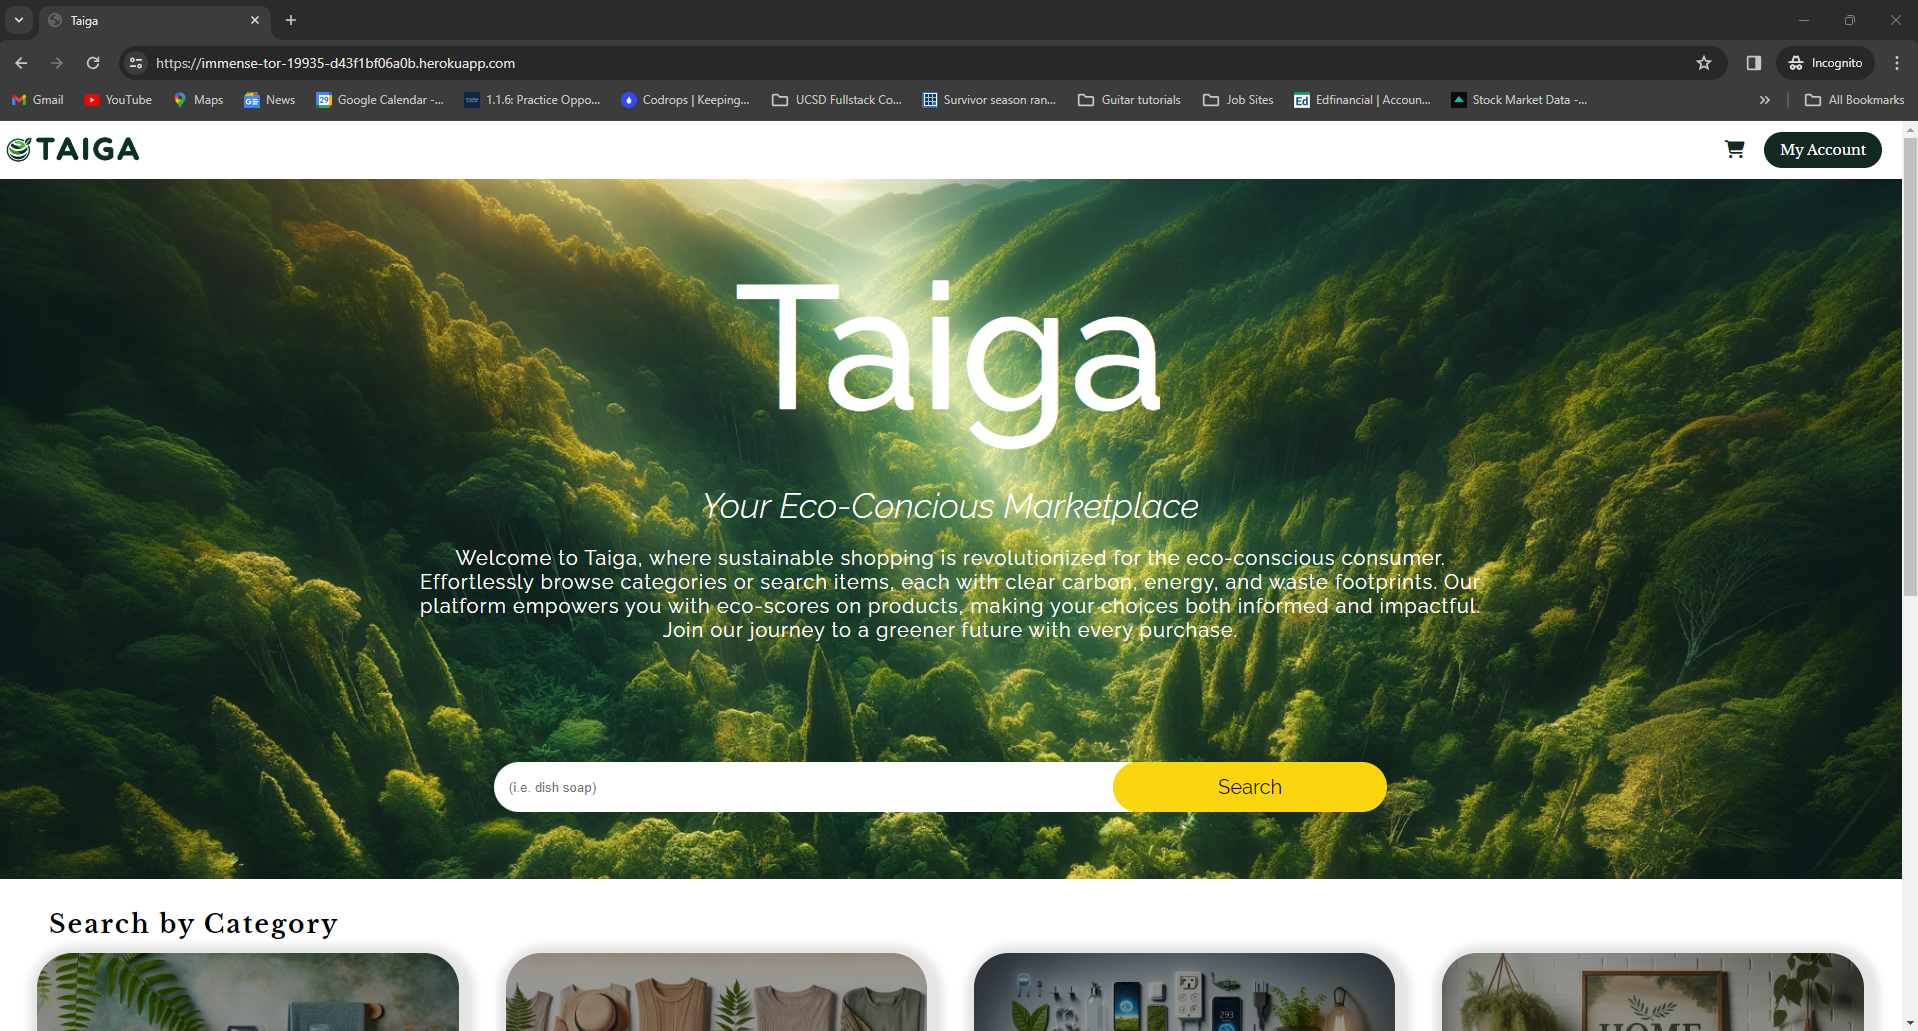 Taiga
https://immense-tor-19935-d43f1bf06a0b.herokuapp.com
Incognito
Gmail
YouTube
Maps
News
Google Calendar -...
1.1.6: Practice Oppo...
Codrops | Keeping...
UCSD Fullstack Co...
Survivor season ran...
Guitar tutorials
Job Sites
Edfinancial | Accoun...
Stock Market Data -...
All Bookmarks
TAIGA
My Account
Taiga
Your Eco-Concious Marketplace
Welcome to Taiga, where sustainable shopping is revolutionized for the eco-conscious consumer.
Effortlessly browse categories or search items, each with clear carbon, energy, and waste footprints. Our
platform empowers you with eco-scores on products, making your choices both informed and impactful.
Join our journey to a greener future with every purchase.
(i.e. dish soap)
Search
Search by Category
HOME